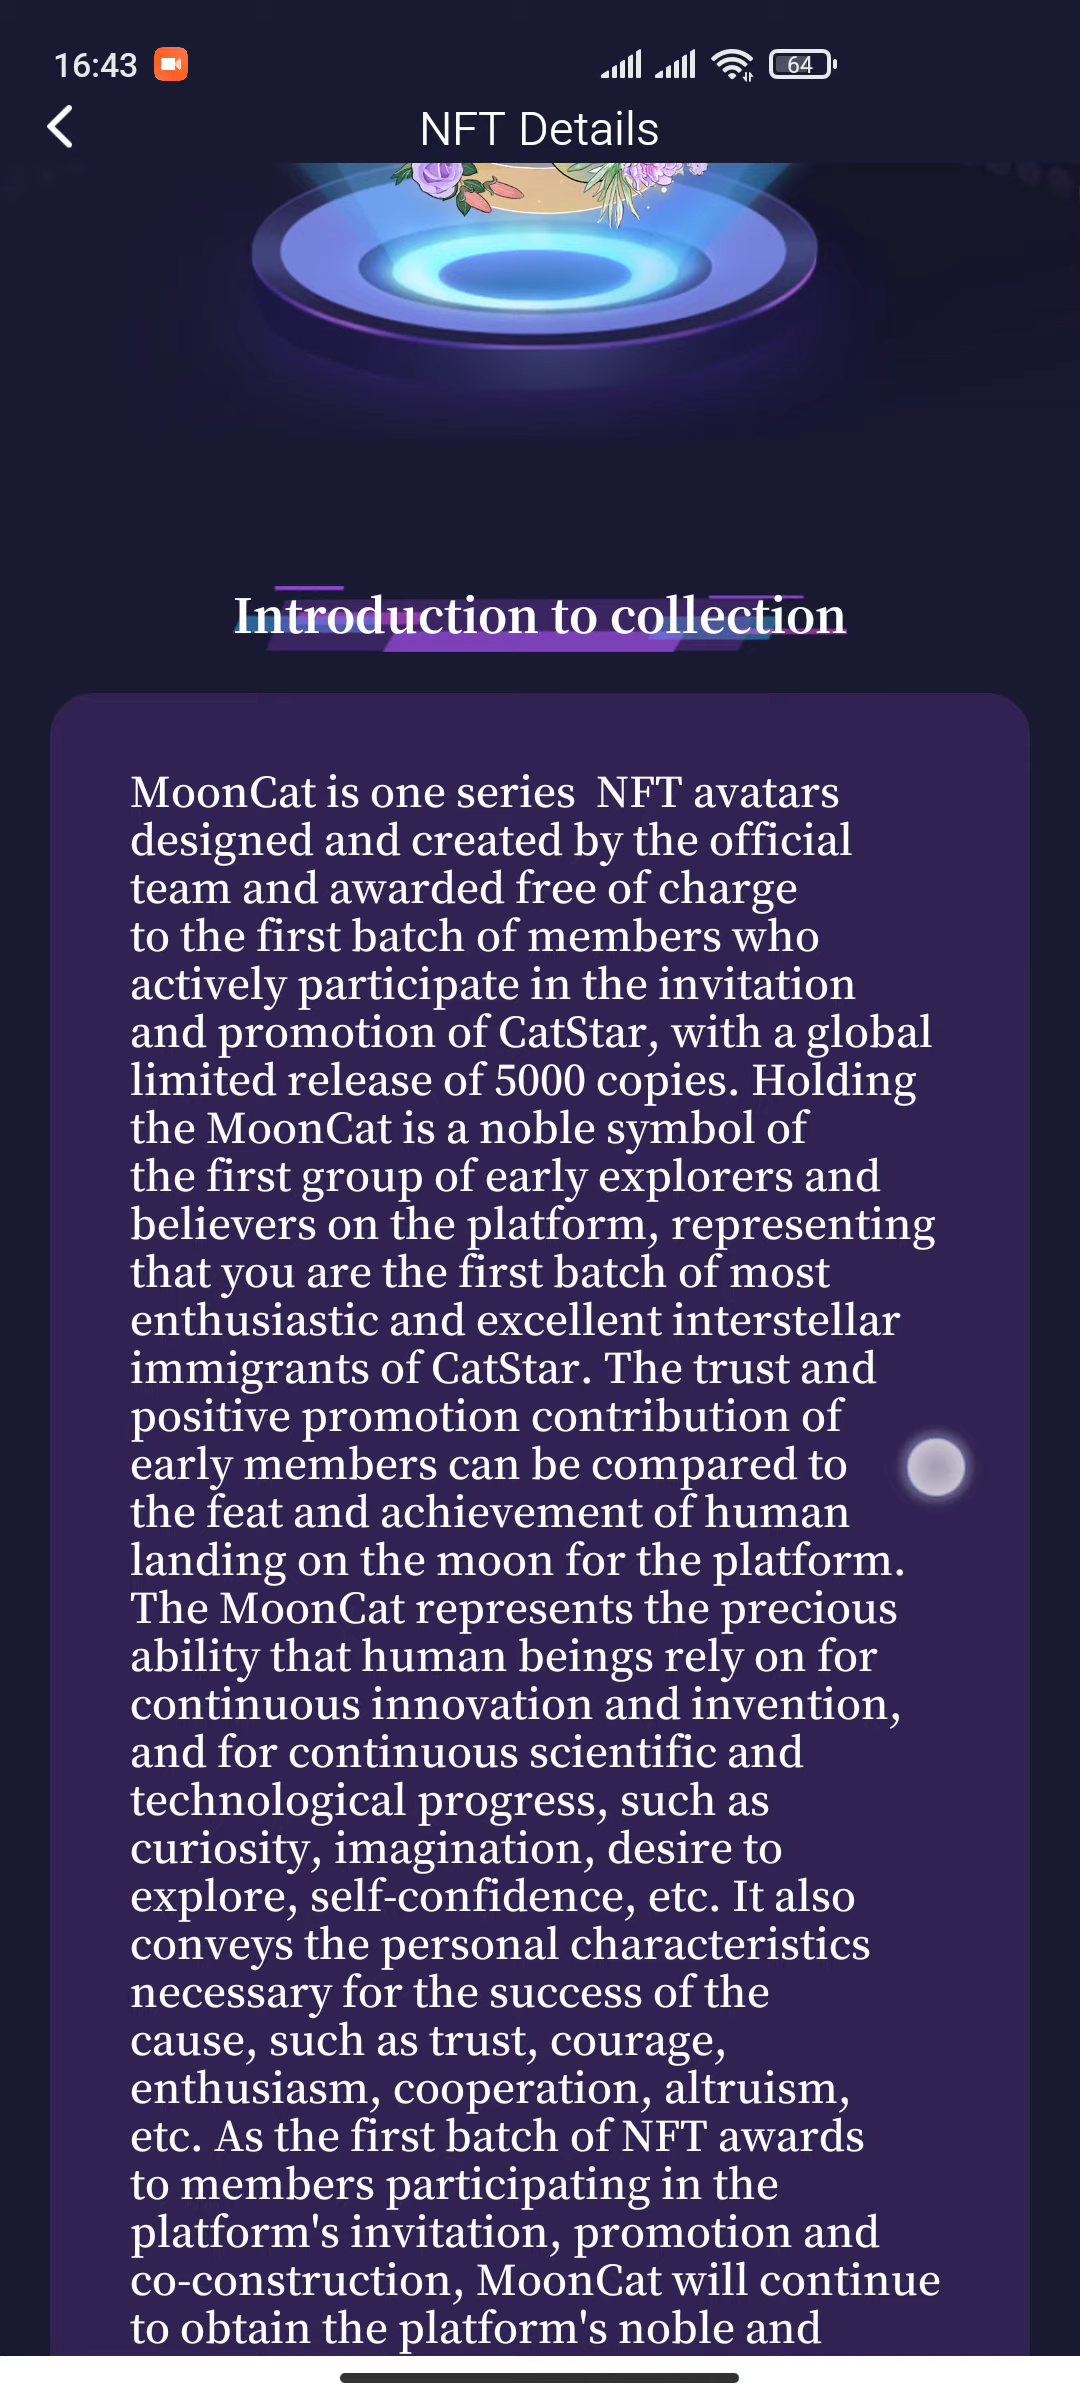 16:43
64
NFT Details
Introduction to collection
MoonCat is one series  NFT avatars
designed and created by the official
team and awarded free of charge
to the first batch of members who
actively participate in the invitation
and promotion of CatStar, with a global
limited release of 5000 copies. Holding
the MoonCat is a noble symbol of
the first group of early explorers and
believers on the platform, representing
that you are the first batch of most
enthusiastic and excellent interstellar
immigrants of CatStar. The trust and
positive promotion contribution of
early members can be compared to
the feat and achievement of human
landing on the moon for the platform.
The MoonCat represents the precious
ability that human beings rely on for
continuous innovation and invention,
and for continuous scientific and
technological progress, such as
curiosity, imagination, desire to
explore, self-confidence, etc. It also
conveys the personal characteristics
necessary for the success of the
cause, such as trust, courage,
enthusiasm, cooperation, altruism,
etc. As the first batch of NFT awards
to members participating in the
platform's invitation, promotion and
co-construction, MoonCat will continue
to obtain the platform's noble and